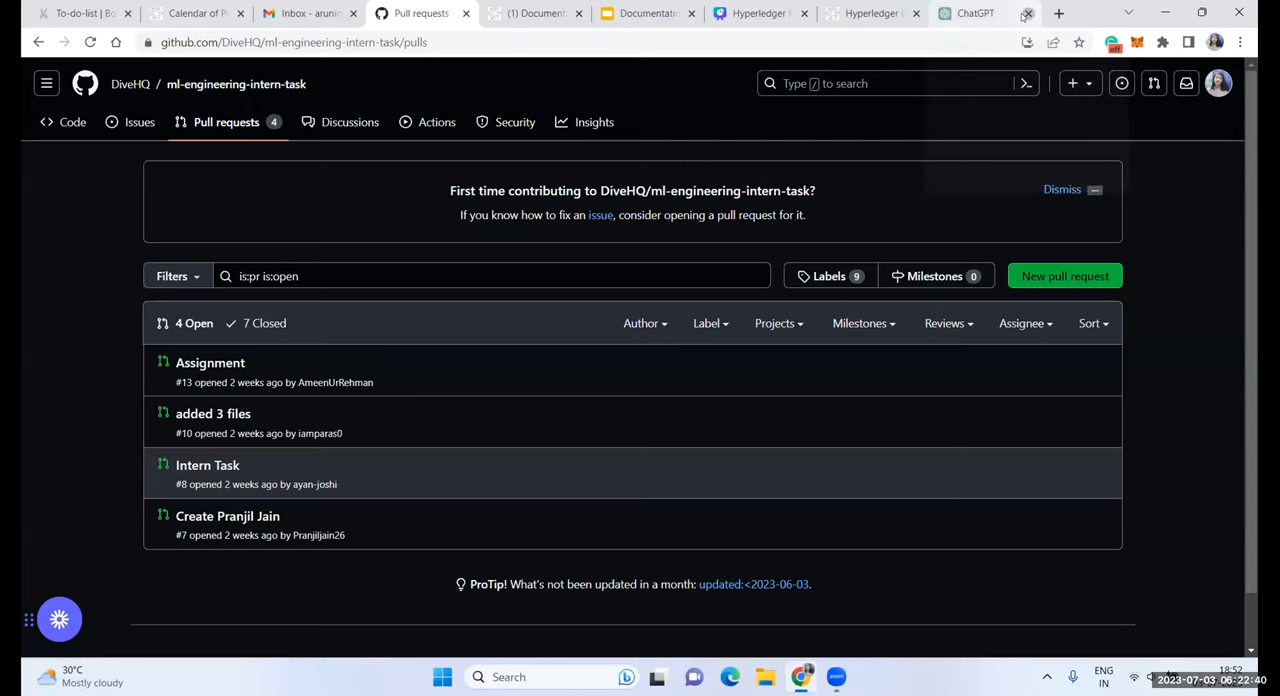 To-do-list | Bo
Calendar of P
Inbox - arunin
Pull requests
(1) Document
Documentatio
Hyperledger F
Hyperledger
ChatGPT
github.com/DiveHQ/ml-engineering-intern-task/pulls
off
DiveHQ / ml-engineering-intern-task
Type / to search
Code
Issues
Pull requests 4
Discussions
Actions
Security
Insights
First time contributing to DiveHQ/ml-engineering-intern-task?
Dismiss
If you know how to fix an issue, consider opening a pull request for it.
Filters
is:pr is:open
Labels 9
Milestones 0
New pull request
4 Open
7 Closed
Author
Label
Projects
Milestones
Reviews
Assignee
Sort
Assignment
#13 opened 2 weeks ago by AmeenUrRehman
added 3 files
#10 opened 2 weeks ago by iamparas0
Intern Task
#8 opened 2 weeks ago by ayan-joshi
Create Pranjil Jain
#7 opened 2 weeks ago by Pranjiljain26
ProTip! What's not been updated in a month: updated:<2023-06-03.
30°C
Mostly cloudy
Search
zoom
ENG
IN
18:52
2023-07-03 06:22:40